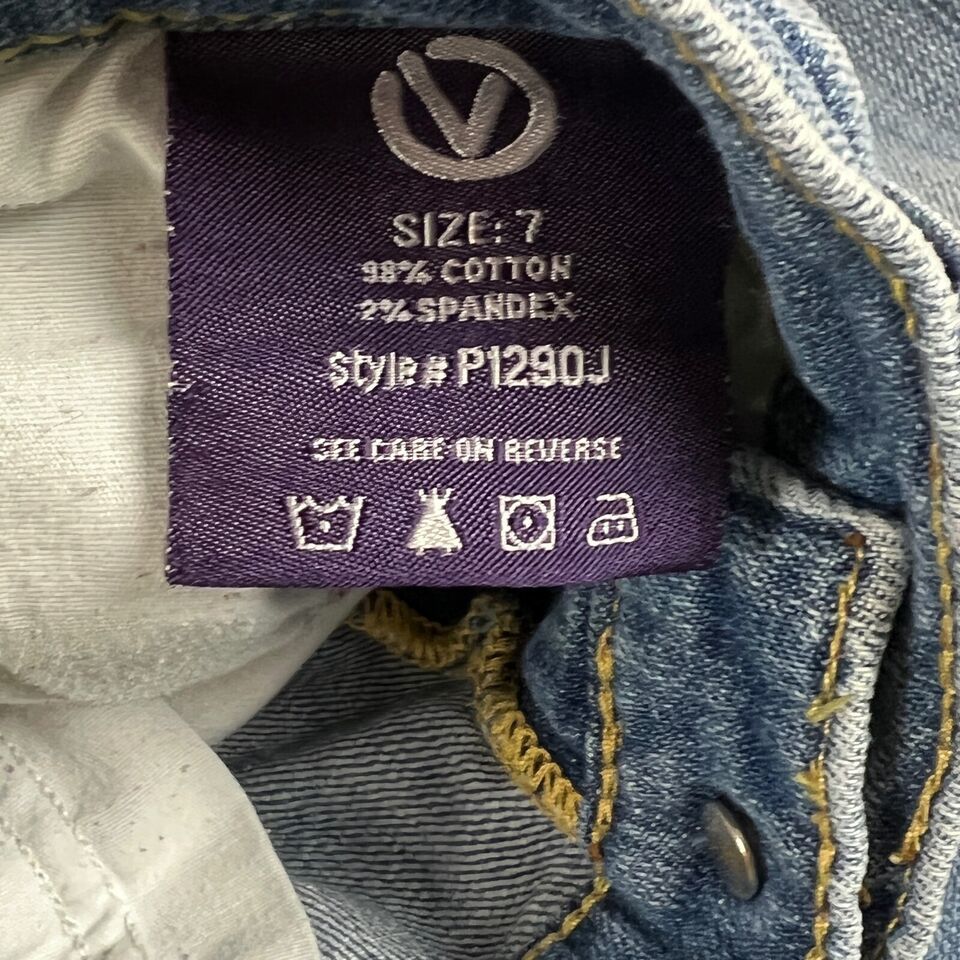 V
SIZE: 7
98% COTTON
2% SPANDEX
Style # P1290J
SEE CARE ON REVERSE